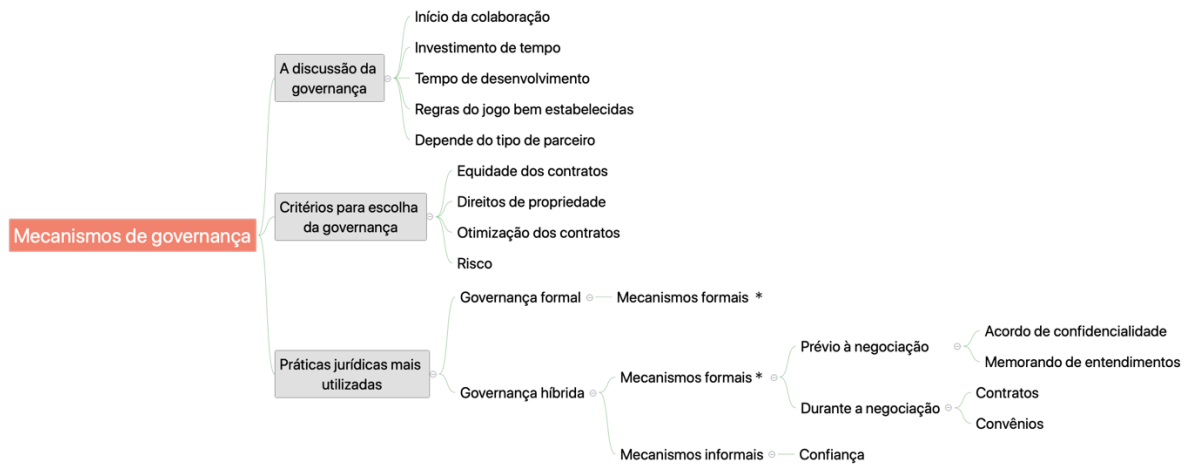 Mecanismos de governança
A discussão da
governança
Início da colaboração
Investimento de tempo
Tempo de desenvolvimento
Regras do jogo bem estabelecidas
Depende do tipo de parceiro
Critérios para escolha
da governança
Equidade dos contratos
Direitos de propriedade
Otimização dos contratos
Risco
Práticas jurídicas mais
utilizadas
Governança formal
Mecanismos formais *
Governança híbrida
Mecanismos formais *
Prévio à negociação
Acordo de confidencialidade
Memorando de entendimentos
Durante a negociação
Contratos
Convênios
Mecanismos informais
Confiança